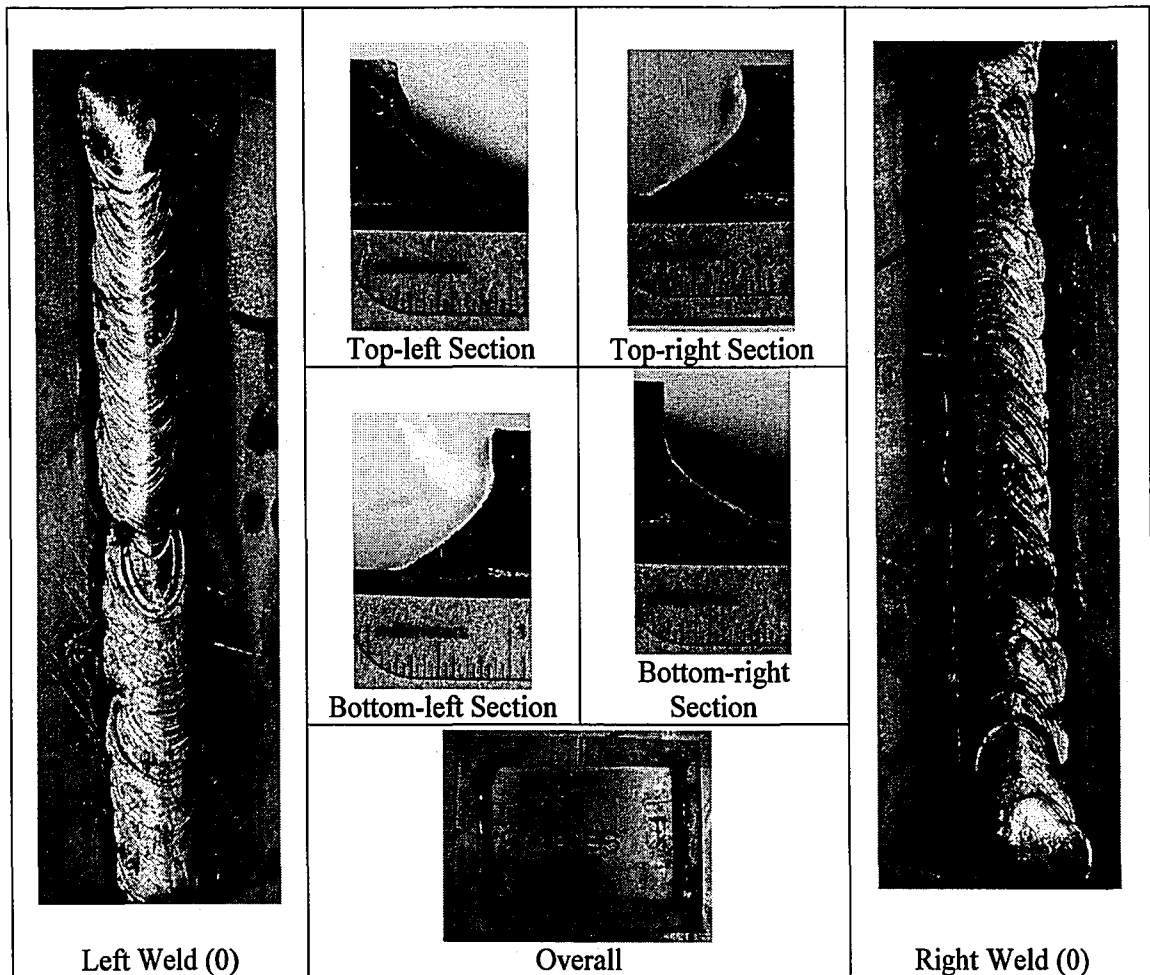 Top-left Section
Top-right Section
Bottom-left Section
Bottom-right
Section
Left Weld (0)
Overall
Right Weld (0)